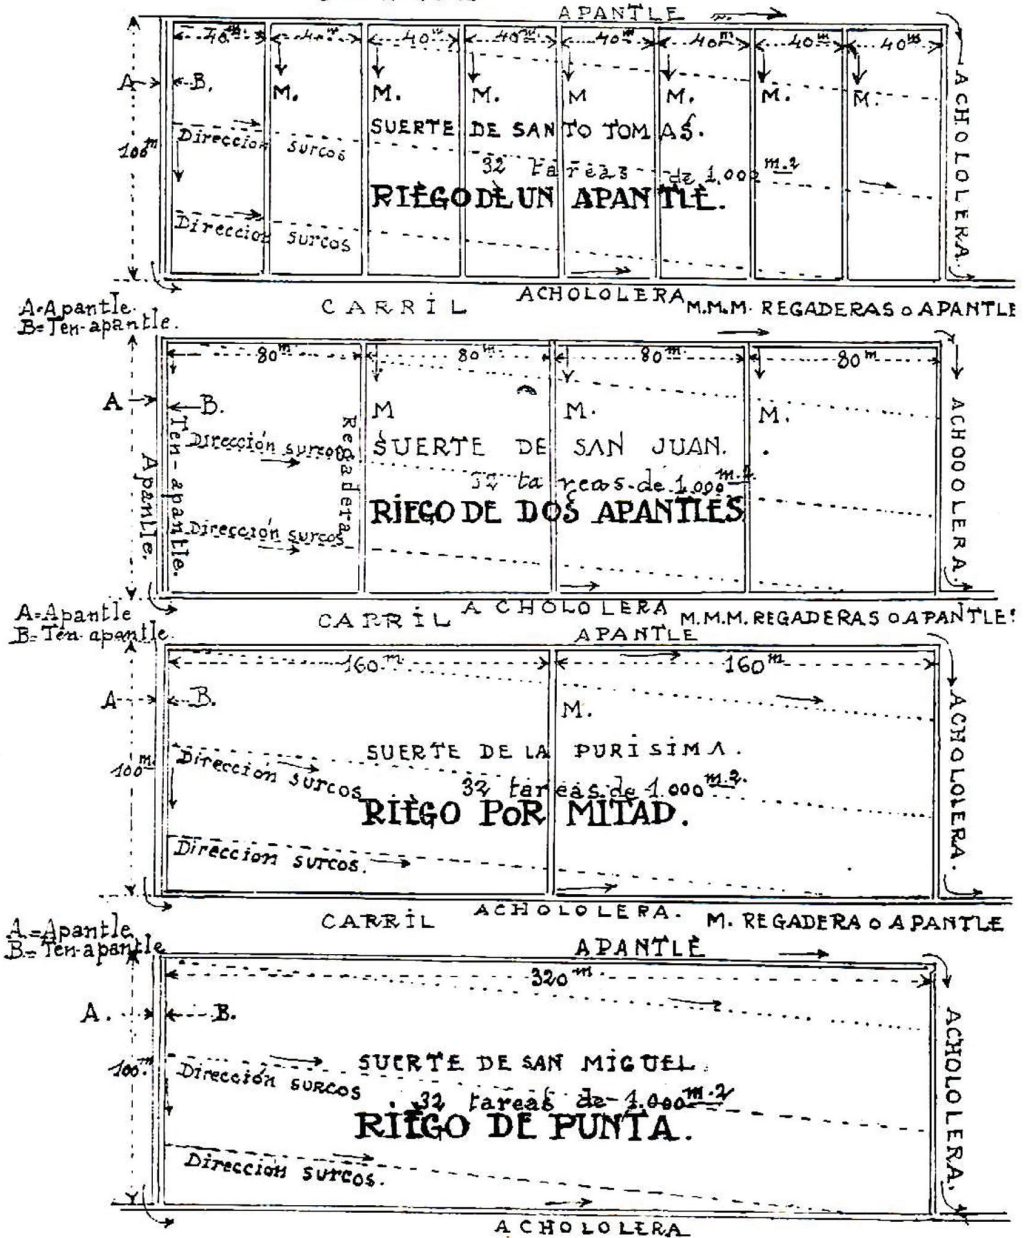 APANTLE
40m. 40m. 40m 40m. 40m 40m 40m 40m
A B.
M. M. M. M M. M. M.
100m
Dirección surcos
SUERTE DE SANTO TOMAS.
32 tareas de 1.000 m.2
RIEGO DE UN APANTLE.
Direccion surcos
ACHOLOLERA.
A=Apantle.
B=Ten-apantle.
CARRIL
ACHOLOLERA
M.M.M. REGADERAS o APANTLE
80m. 80m. 80m. 80m.
A B.
M M. M.
Apantle.
Ten-apantle.
Regadera
Dirección surcos
SUERTE DE SAN JUAN.
32 tareas de 1.000 m.2
RIEGO DE DOS APANTLES
Dirección surcos
ACHOOOLERA.
A=Apantle
B=Ten-apantle.
CARRIL
ACHOLOLERA
M.M.M. REGADERAS O APANTLES
APANTLE
160m. 160m.
A B.
M.
100m
Dirección surcos
SUERTE DE LA PURISIMA.
32 tareas de 1.000 m.2.
RIEGO POR MITAD.
Direccion surcos.
ACHOLOLERA.
A.=Apantle
B=Ten-apantle
CARRIL
ACHOLOLERA.
M. REGADERA O APANTLE
APANTLE
320m.
A. B.
100m.
Dirección surcos
SUERTE DE SAN MIGUEL.
32 tareas de 1.000 m.2
RIEGO DE PUNTA.
Dirección surcos.
ACHOLOLERA.
ACHOLOLERA